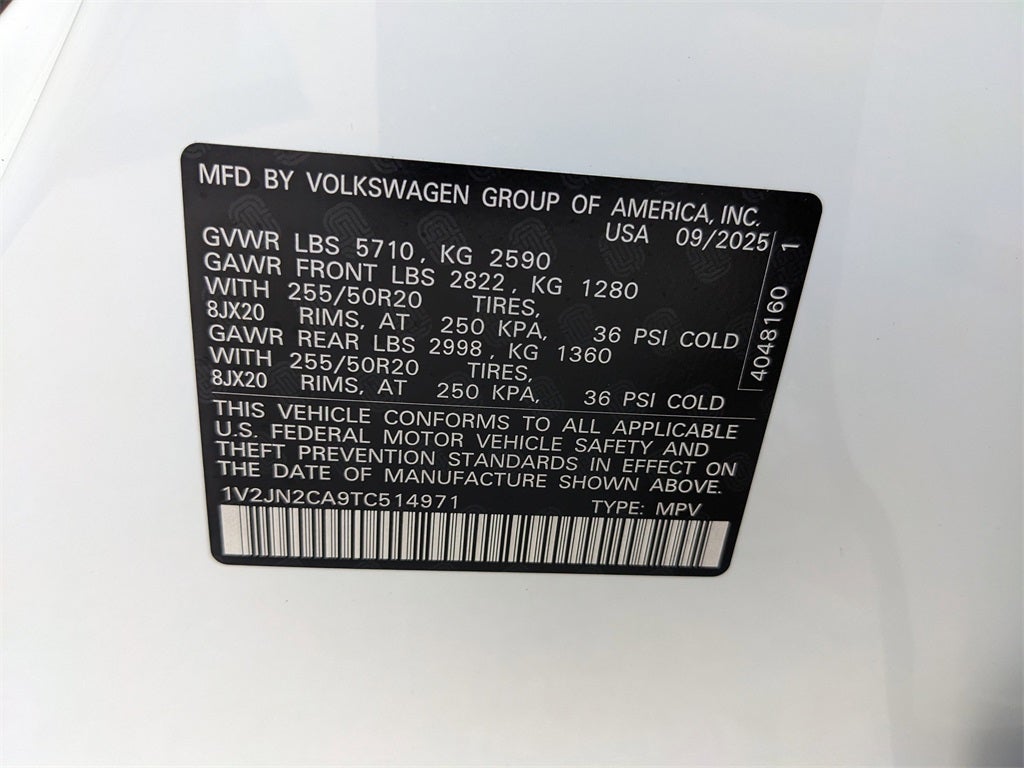 MFD BY VOLKSWAGEN GROUP OF AMERICA, INC.
USA 09/2025
GVWR LBS 5710, KG 2590
GAWR FRONT LBS 2822, KG 1280
WITH 255/50R20 TIRES,
8JX20 RIMS, AT 250 KPA, 36 PSI COLD
GAWR REAR LBS 2998, KG 1360
WITH 255/50R20 TIRES,
8JX20 RIMS, AT 250 KPA, 36 PSI COLD
4048160 1
THIS VEHICLE CONFORMS TO ALL APPLICABLE
U.S. FEDERAL MOTOR VEHICLE SAFETY AND
THEFT PREVENTION STANDARDS IN EFFECT ON
THE DATE OF MANUFACTURE SHOWN ABOVE.
1V2JN2CA9TC514971 TYPE: MPV